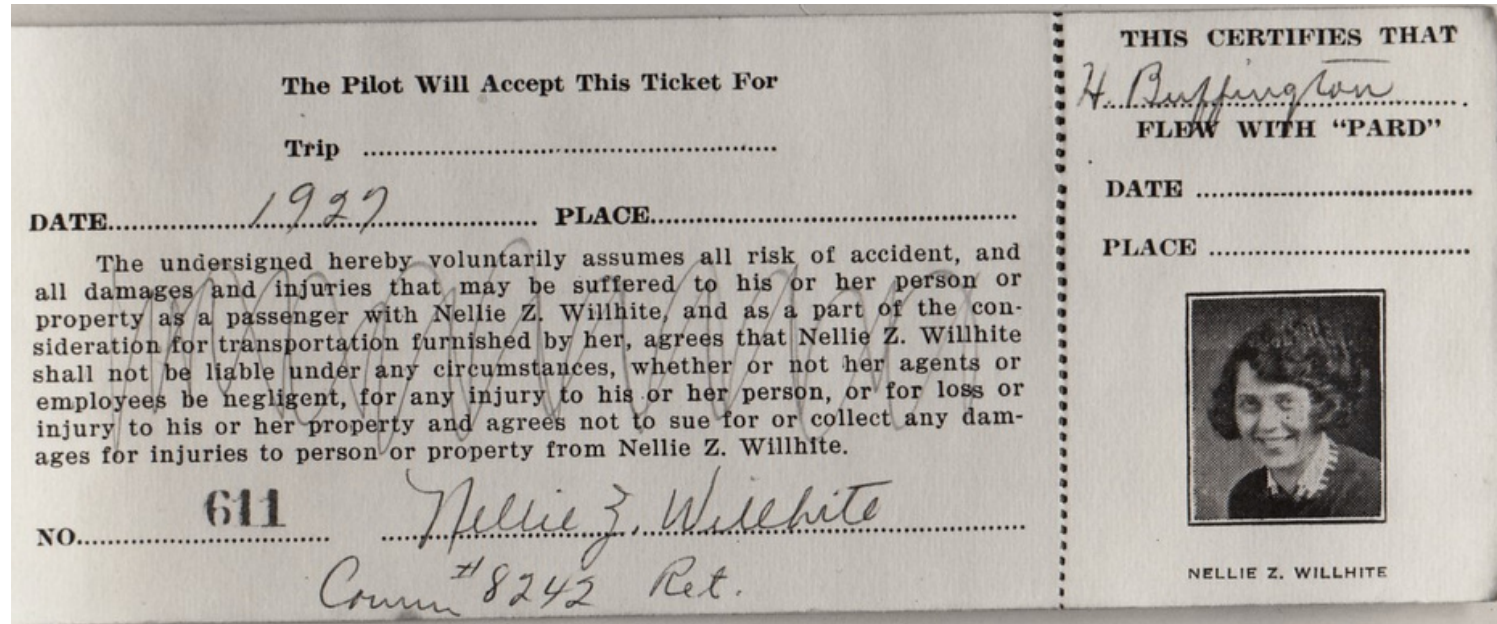 The Pilot Will Accept This Ticket For
Trip
DATE 1927 PLACE
The undersigned hereby voluntarily assumes all risk of accident, and
all damages and injuries that may be suffered to his or her person or
property as a passenger with Nellie Z. Willhite, and as a part of the con-
sideration for transportation furnished by her, agrees that Nellie Z. Willhite
shall not be liable under any circumstances, whether or not her agents or
employees be negligent, for any injury to his or her person, or for loss or
injury to his or her property and agrees not to sue for or collect any dam-
ages for injuries to person or property from Nellie Z. Willhite.
NO. 611 Nellie Z. Willhite
Comm #8242 Ret.
THIS CERTIFIES THAT
H. Buffington
FLEW WITH "PARD"
DATE
PLACE
NELLIE Z. WILLHITE